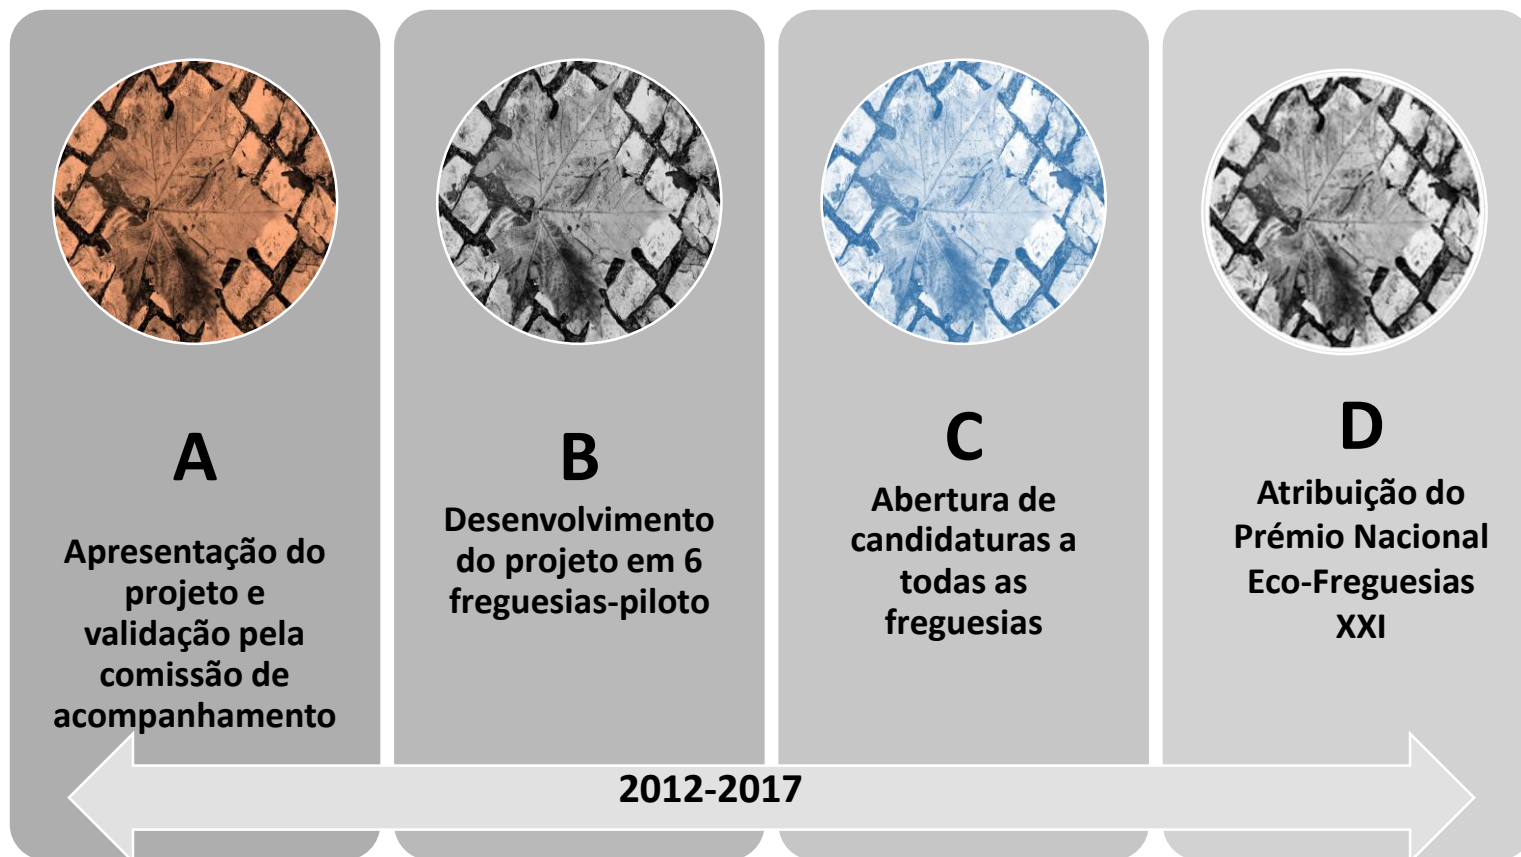 A
Apresentação do
projeto e
validação pela
comissão de
acompanhamento
B
Desenvolvimento
do projeto em 6
freguesias-piloto
C
Abertura de
candidaturas a
todas as
freguesias
D
Atribuição do
Prémio Nacional
Eco-Freguesias
XXI
2012-2017